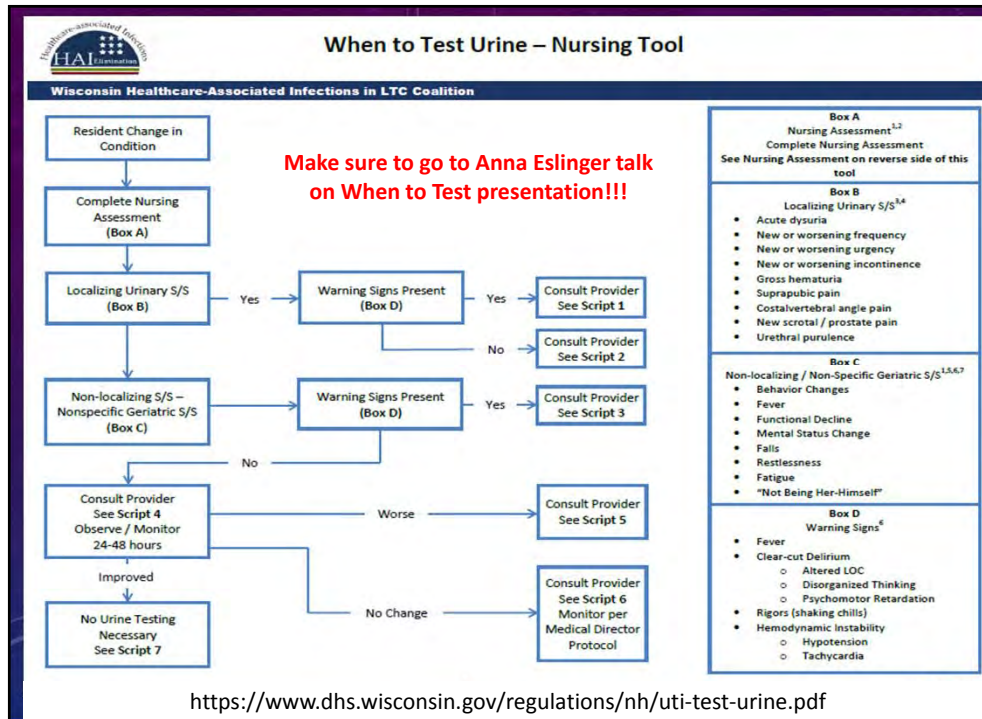 Healthcare-associated Infections
HAI Elimination
When to Test Urine – Nursing Tool
Wisconsin Healthcare-Associated Infections in LTC Coalition
Make sure to go to Anna Eslinger talk
on When to Test presentation!!!
Resident Change in
Condition
Complete Nursing
Assessment
(Box A)
Localizing Urinary S/S
(Box B)
Yes
Warning Signs Present
(Box D)
Yes
Consult Provider
See Script 1
No
Consult Provider
See Script 2
Non-localizing S/S –
Nonspecific Geriatric S/S
(Box C)
Warning Signs Present
(Box D)
Yes
Consult Provider
See Script 3
No
Consult Provider
See Script 4
Observe / Monitor
24-48 hours
Worse
Consult Provider
See Script 5
Improved
No Urine Testing
Necessary
See Script 7
No Change
Consult Provider
See Script 6
Monitor per
Medical Director
Protocol
Box A
Nursing Assessment1,2
Complete Nursing Assessment
See Nursing Assessment on reverse side of this
tool
Box B
Localizing Urinary S/S3,4
• Acute dysuria
• New or worsening frequency
• New or worsening urgency
• New or worsening incontinence
• Gross hematuria
• Suprapubic pain
• Costalvertebral angle pain
• New scrotal / prostate pain
• Urethral purulence
Box C
Non-localizing / Non-Specific Geriatric S/S1,5,6,7
• Behavior Changes
• Fever
• Functional Decline
• Mental Status Change
• Falls
• Restlessness
• Fatigue
• “Not Being Her-Himself”
Box D
Warning Signs6
• Fever
• Clear-cut Delirium
o Altered LOC
o Disorganized Thinking
o Psychomotor Retardation
• Rigors (shaking chills)
• Hemodynamic Instability
o Hypotension
o Tachycardia
https://www.dhs.wisconsin.gov/regulations/nh/uti-test-urine.pdf